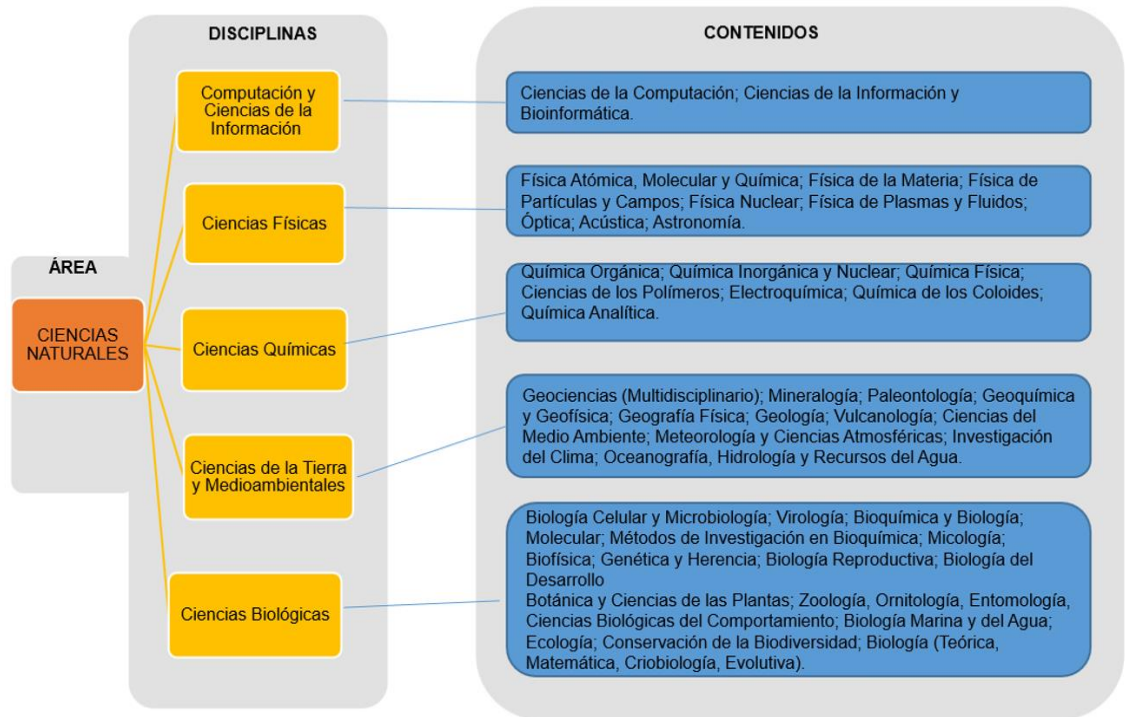 DISCIPLINAS
CONTENIDOS
Computación y
Ciencias de la
Información
Ciencias de la Computación; Ciencias de la Información y
Bioinformática.
Ciencias Físicas
Física Atómica, Molecular y Química; Física de la Materia; Física de
Partículas y Campos; Física Nuclear; Física de Plasmas y Fluidos;
Óptica; Acústica; Astronomía.
ÁREA
CIENCIAS
NATURALES
Ciencias Químicas
Química Orgánica; Química Inorgánica y Nuclear; Química Física;
Ciencias de los Polímeros; Electroquímica; Química de los Coloides;
Química Analítica.
Ciencias de la Tierra
y Medioambientales
Geociencias (Multidisciplinario); Mineralogía; Paleontología; Geoquímica
y Geofísica; Geografía Física; Geología; Vulcanología; Ciencias del
Medio Ambiente; Meteorología y Ciencias Atmosféricas; Investigación
del Clima; Oceanografía, Hidrología y Recursos del Agua.
Ciencias Biológicas
Biología Celular y Microbiología; Virología; Bioquímica y Biología;
Molecular; Métodos de Investigación en Bioquímica; Micología;
Biofísica; Genética y Herencia; Biología Reproductiva; Biología del
Desarrollo
Botánica y Ciencias de las Plantas; Zoología, Ornitología, Entomología,
Ciencias Biológicas del Comportamiento; Biología Marina y del Agua;
Ecología; Conservación de la Biodiversidad; Biología (Teórica,
Matemática, Criobiología, Evolutiva).